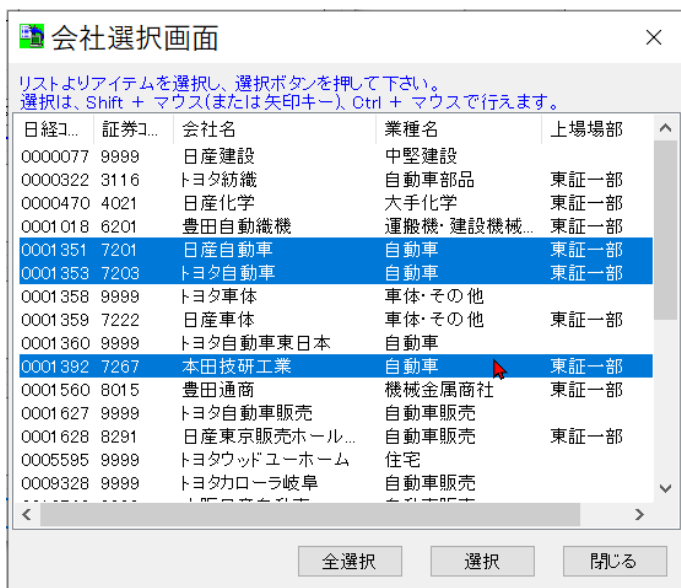 会社選択画面
リストよりアイテムを選択し、選択ボタンを押して下さい。
選択は、Shift + マウス(または矢印キー)、Ctrl + マウスで行えます。
日経コ... 証券コ... 会社名 業種名 上場場部
0000077 9999 日産建設 中堅建設
0000322 3116 トヨタ紡織 自動車部品 東証一部
0000470 4021 日産化学 大手化学 東証一部
0001018 6201 豊田自動織機 運搬機・建設機械... 東証一部
0001351 7201 日産自動車 自動車 東証一部
0001353 7203 トヨタ自動車 自動車 東証一部
0001358 9999 トヨタ車体 車体・その他
0001359 7222 日産車体 車体・その他 東証一部
0001360 9999 トヨタ自動車東日本 自動車
0001392 7267 本田技研工業 自動車 東証一部
0001560 8015 豊田通商 機械金属商社 東証一部
0001627 9999 トヨタ自動車販売 自動車販売
0001628 8291 日産東京販売ホール... 自動車販売 東証一部
0005595 9999 トヨタウッドユーホーム 住宅
0009328 9999 トヨタカローラ岐阜 自動車販売
全選択 選択 閉じる